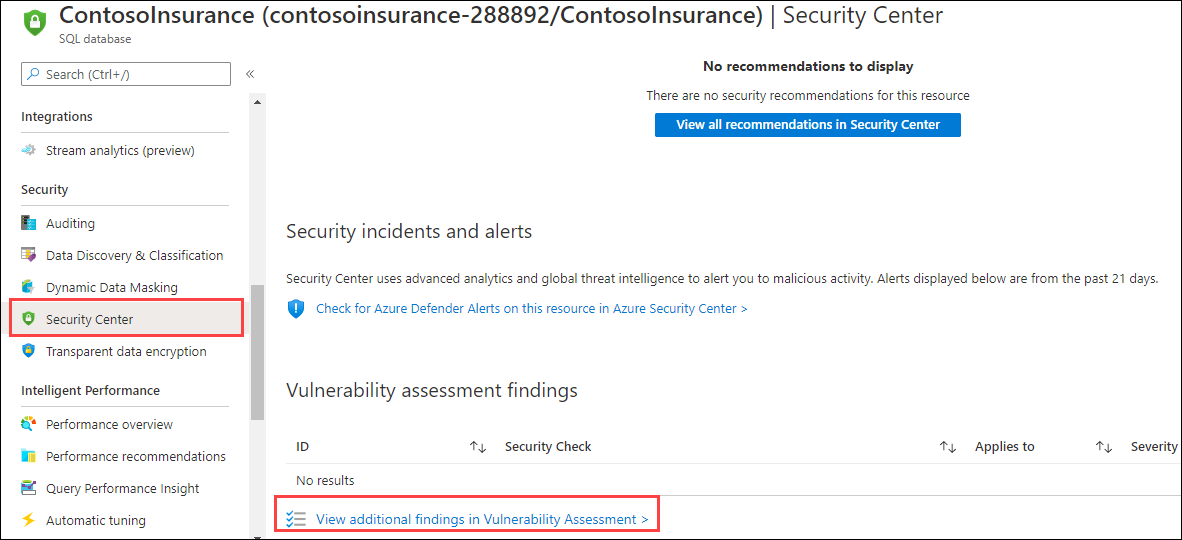 ContosoInsurance (contosoinsurance-288892/ContosoInsurance) | Security Center
SQL database
Search (Ctrl+/)
«
Integrations
Stream analytics (preview)
Security
Auditing
Data Discovery & Classification
Dynamic Data Masking
Security Center
Transparent data encryption
Intelligent Performance
Performance overview
Performance recommendations
Query Performance Insight
Automatic tuning
No recommendations to display
There are no security recommendations for this resource
View all recommendations in Security Center
Security incidents and alerts
Security Center uses advanced analytics and global threat intelligence to alert you to malicious activity. Alerts displayed below are from the past 21 days.
Check for Azure Defender Alerts on this resource in Azure Security Center >
Vulnerability assessment findings
ID ↑↓ Security Check ↑↓ Applies to ↑↓ Severity
No results
View additional findings in Vulnerability Assessment >